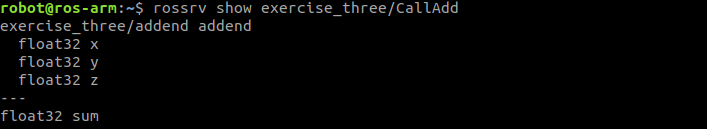 robot@ros-arm:~$ rossrv show exercise_three/CallAdd
exercise_three/addend addend
  float32 x
  float32 y
  float32 z
---
float32 sum